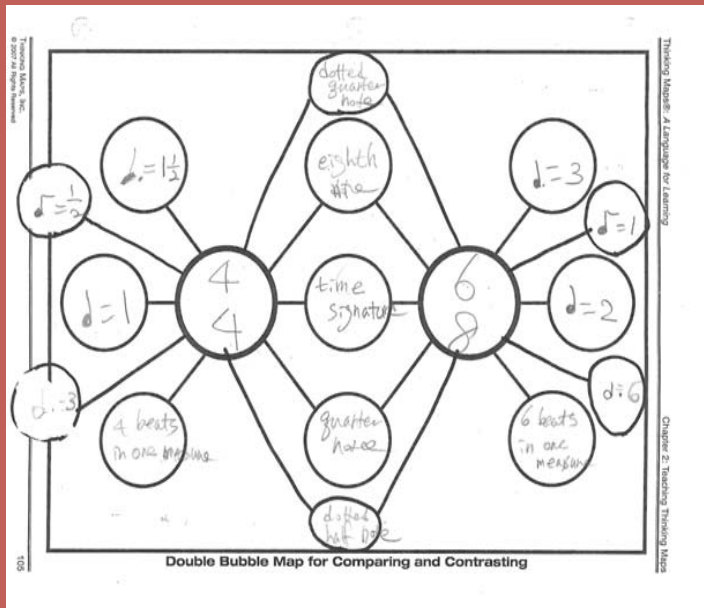 Thinking Maps®: A Language for Learning
Chapter 2: Teaching Thinking Maps
THINKING MAPS, INC.
© 2007 All Rights Reserved
105
dotted
quarter
note
eighth
time
signature
quarter
note
dotted
half note
4
4
6
8
♩.=1½
♪=½
♩=1
𝅗𝅥.=3
4 beats
in one measure
♩.=3
♪=1
♩=2
𝅗𝅥.=6
6 beats
in one
measure
Double Bubble Map for Comparing and Contrasting